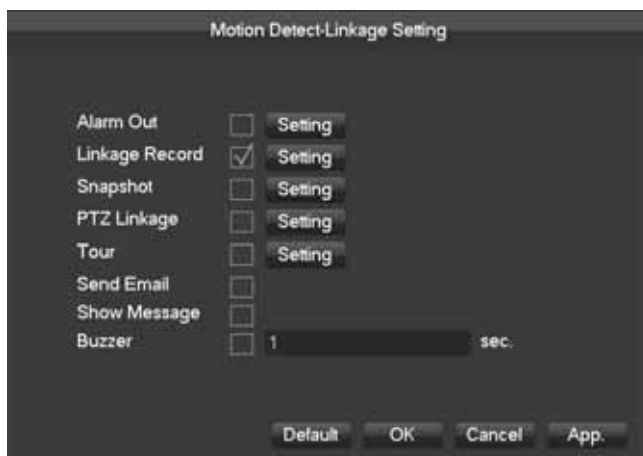 Motion Detect-Linkage Setting
Alarm Out Setting
Linkage Record Setting
Snapshot Setting
PTZ Linkage Setting
Tour Setting
Send Email
Show Message
Buzzer 1 sec.
Default OK Cancel App.